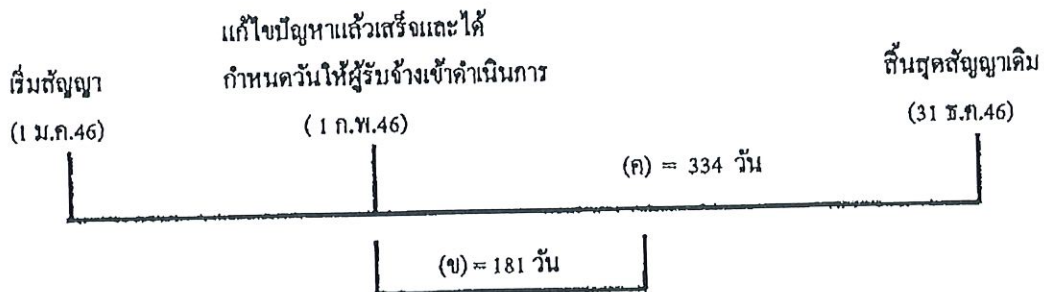 แก้ไขปัญหาแล้วเสร็จและได้
เริ่มสัญญา กำหนดวันให้ผู้รับจ้างเข้าดำเนินการ สิ้นสุดสัญญาเดิม
(1 ม.ค.46) ( 1 ก.พ.46) (31 ธ.ค.46)
(ค) = 334 วัน
(ข) = 181 วัน